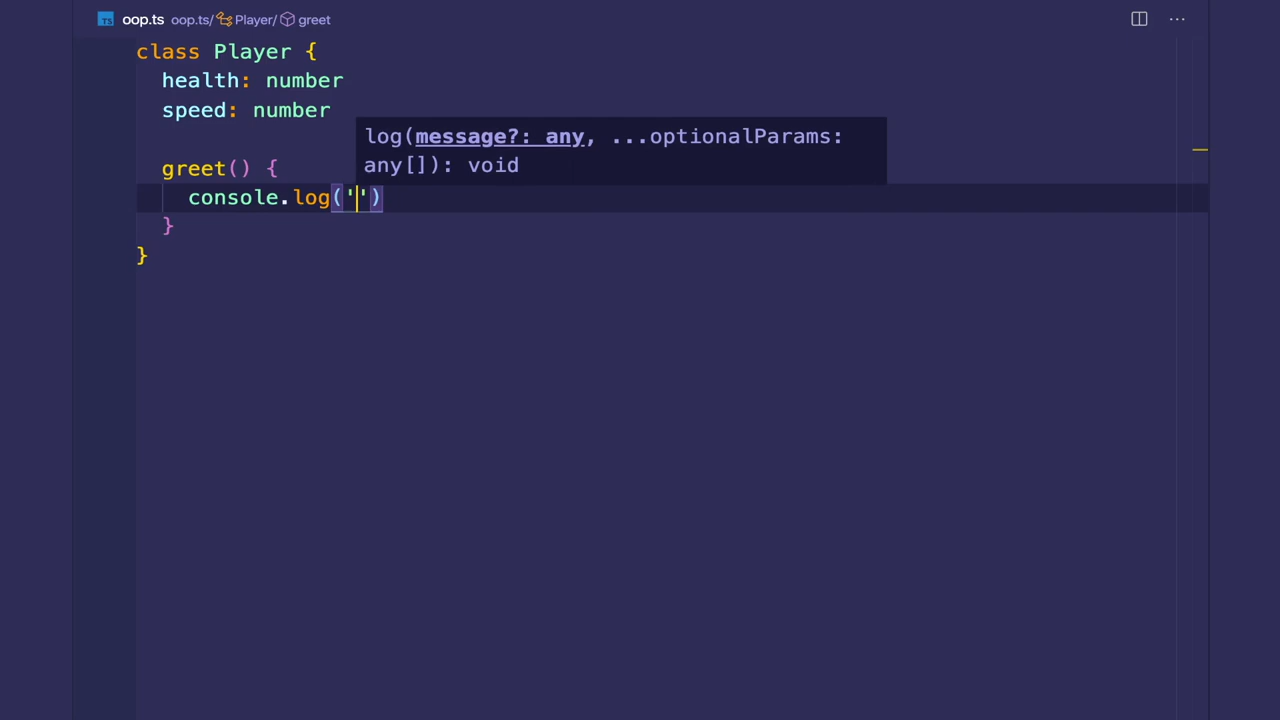 TS oop.ts oop.ts/Player/greet ...
class Player {
health: number
speed: number
log(message?: any, ...optionalParams:
any[]): void
greet() {
console.log('')
}
}